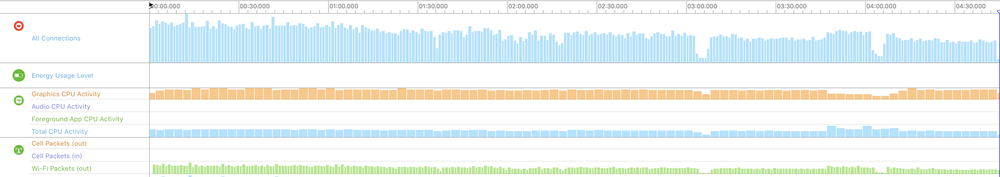 00:00.000 00:30.000 01:00.000 01:30.000 02:00.000 02:30.000 03:00.000 03:30.000 04:00.000 04:30.000
All Connections
Energy Usage Level
Graphics CPU Activity
Audio CPU Activity
Foreground App CPU Activity
Total CPU Activity
Cell Packets (out)
Cell Packets (in)
Wi-Fi Packets (out)